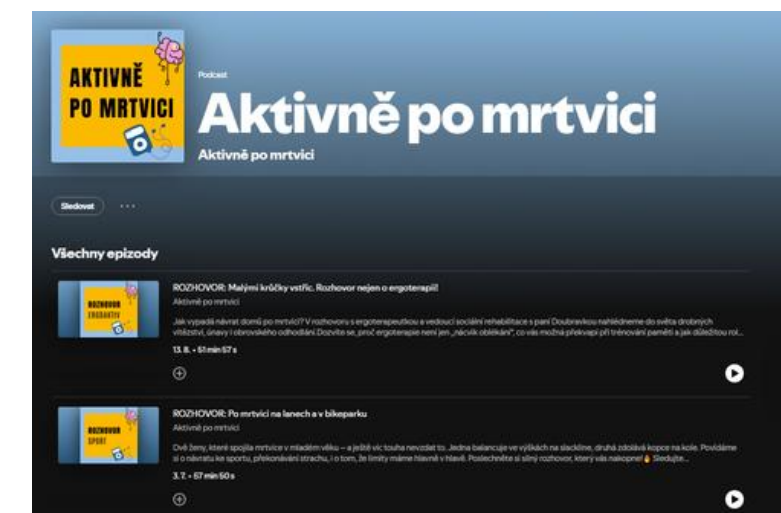 AKTIVNĚ
PO MRTVICI
Podcast
Aktivně po mrtvici
Aktivně po mrtvici
Sledovat
Všechny epizody
ROZHOVOR
ERGOAKTIV
ROZHOVOR: Malými krůčky vstříc. Rozhovor nejen o ergoterapii!
Aktivně po mrtvici
Jak vypadá návrat domů po mrtvici? V rozhovoru s ergoterapeutkou a vedoucí sociální rehabilitace s paní Doubravkou nahlédneme do světa drobných
vítězství, únavy i obrovského odhodlání. Dozvíte se, proč ergoterapie není jen „nácvik oblékání", co vás možná překvapí při trénování paměti a jak důležitou rol...
13. 8. • 51 min 57 s
ROZHOVOR
SPORT
ROZHOVOR: Po mrtvici na lanech a v bikeparku
Aktivně po mrtvici
Dvě ženy, které spojila mrtvice v mladém věku – a ještě víc touha nevzdat to. Jedna balancuje ve výškách na slackline, druhá zdolává kopce na kole. Povídáme
si o návratu ke sportu, překonávání strachu, i o tom, že limity máme hlavně v hlavě. Poslechněte si silný rozhovor, který vás nakopne!🔥 Sledujte...
3. 7. • 57 min 50 s